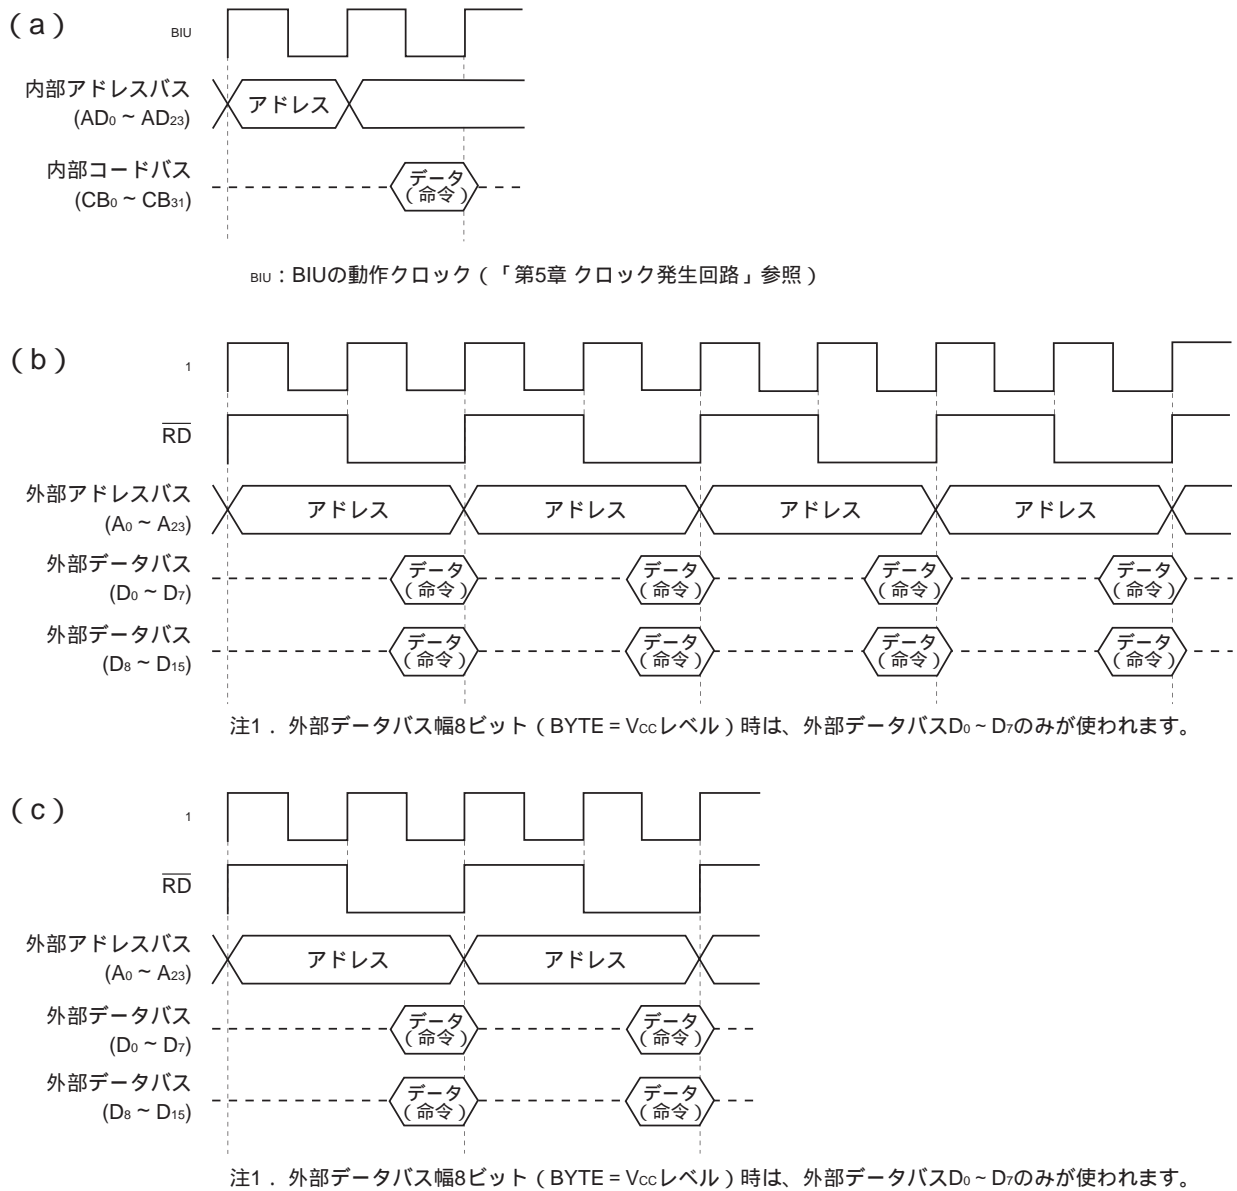 (a)
BIU
内部アドレスバス
(AD0 ~ AD23)
アドレス
内部コードバス
(CB0 ~ CB31)
データ
(命令)
BIU：BIUの動作クロック(「第5章 クロック発生回路」参照)
(b)
1
RD
外部アドレスバス
(A0 ~ A23)
アドレス アドレス アドレス アドレス
外部データバス
(D0 ~ D7)
データ データ データ データ
(命令) (命令) (命令) (命令)
外部データバス
(D8 ~ D15)
データ データ データ データ
(命令) (命令) (命令) (命令)
注1．外部データバス幅8ビット(BYTE = VCCレベル)時は、外部データバスD0 ~ D7のみが使われます。
(c)
1
RD
外部アドレスバス
(A0 ~ A23)
アドレス アドレス
外部データバス
(D0 ~ D7)
データ データ
(命令) (命令)
外部データバス
(D8 ~ D15)
データ データ
(命令) (命令)
注1．外部データバス幅8ビット(BYTE = VCCレベル)時は、外部データバスD0 ~ D7のみが使われます。